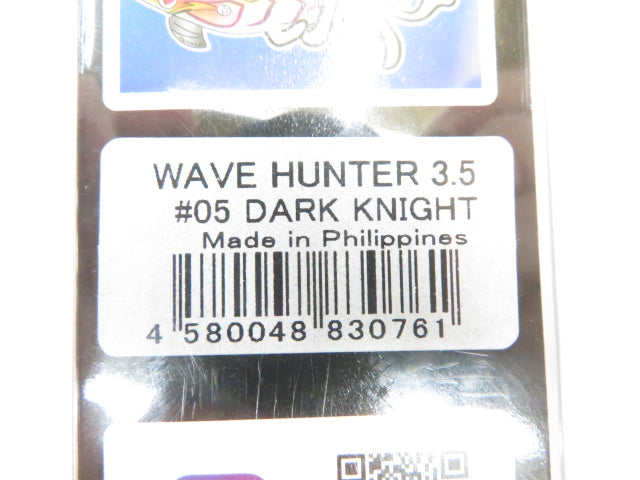 WAVE HUNTER 3.5
#05 DARK KNIGHT
Made in Philippines
4 580048 830761